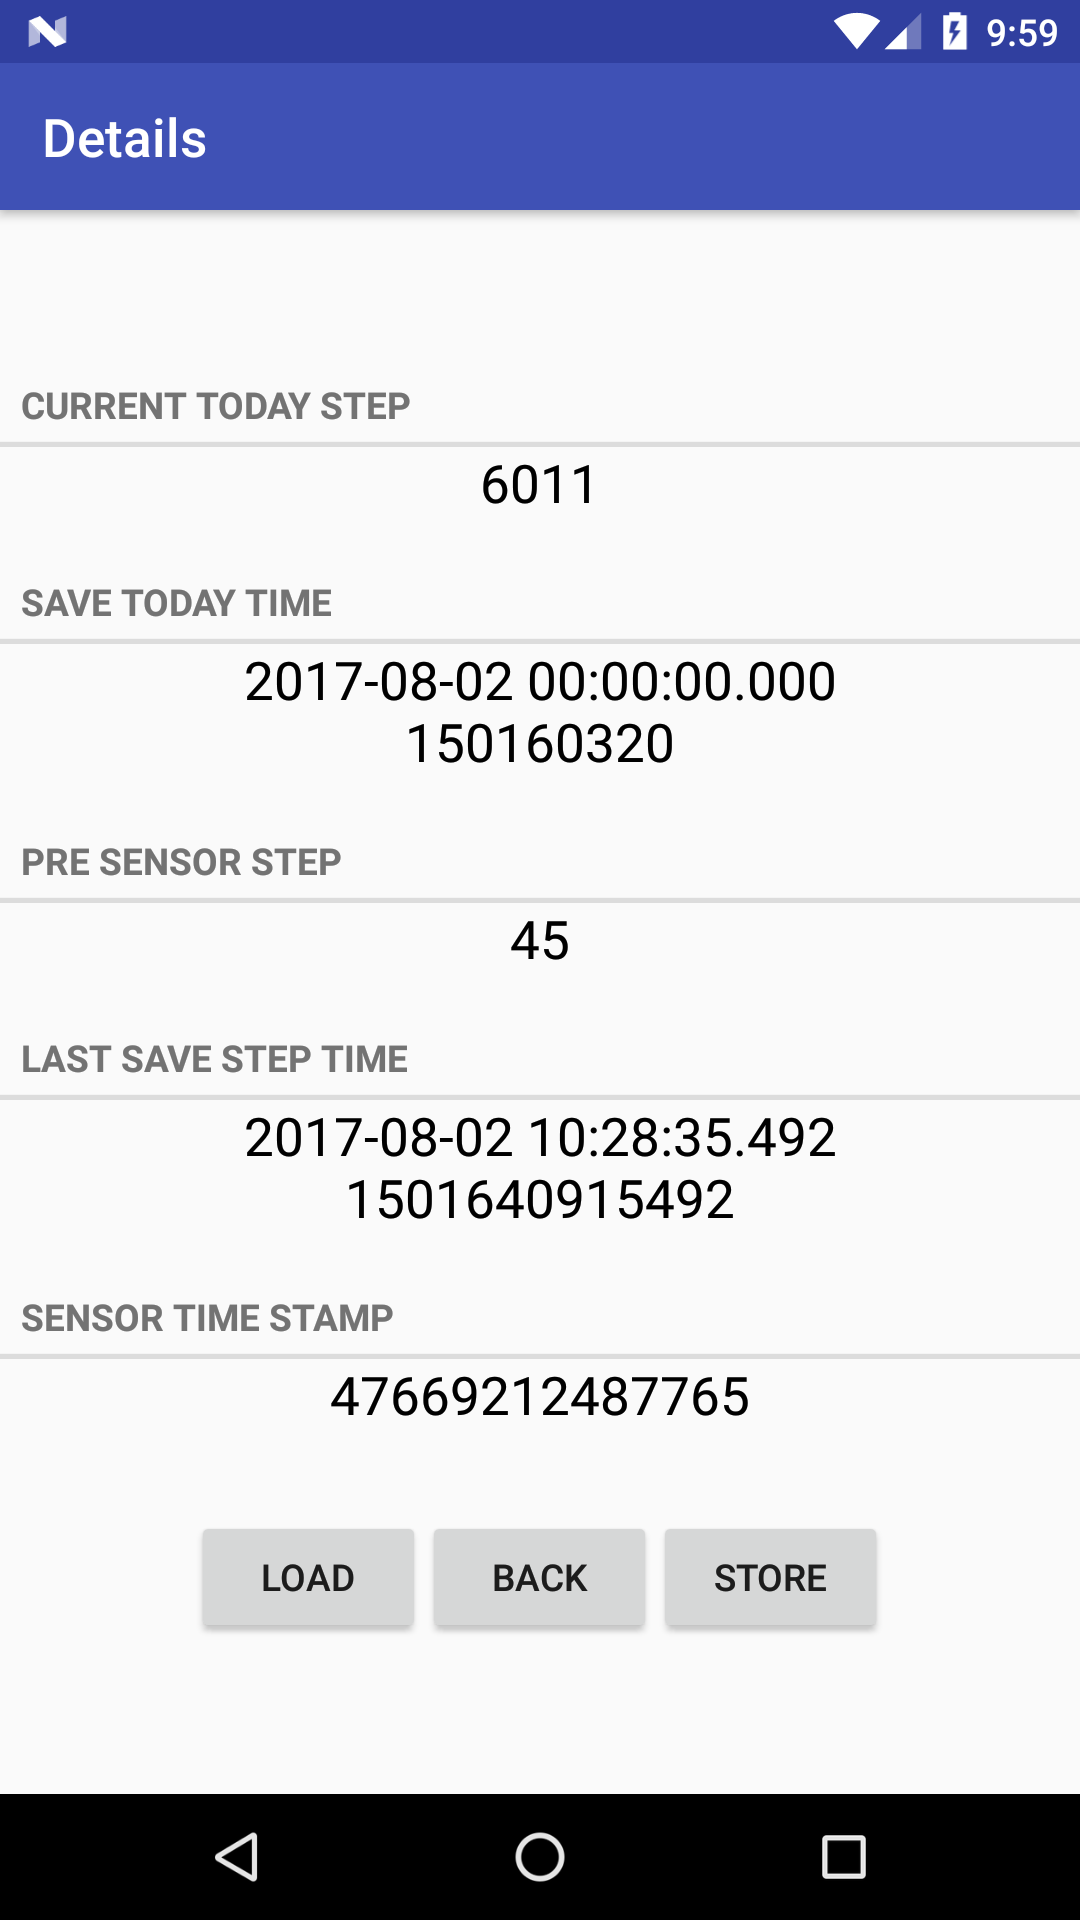 9:59
Details
CURRENT TODAY STEP
6011
SAVE TODAY TIME
2017-08-02 00:00:00.000
150160320
PRE SENSOR STEP
45
LAST SAVE STEP TIME
2017-08-02 10:28:35.492
1501640915492
SENSOR TIME STAMP
47669212487765
LOAD BACK STORE